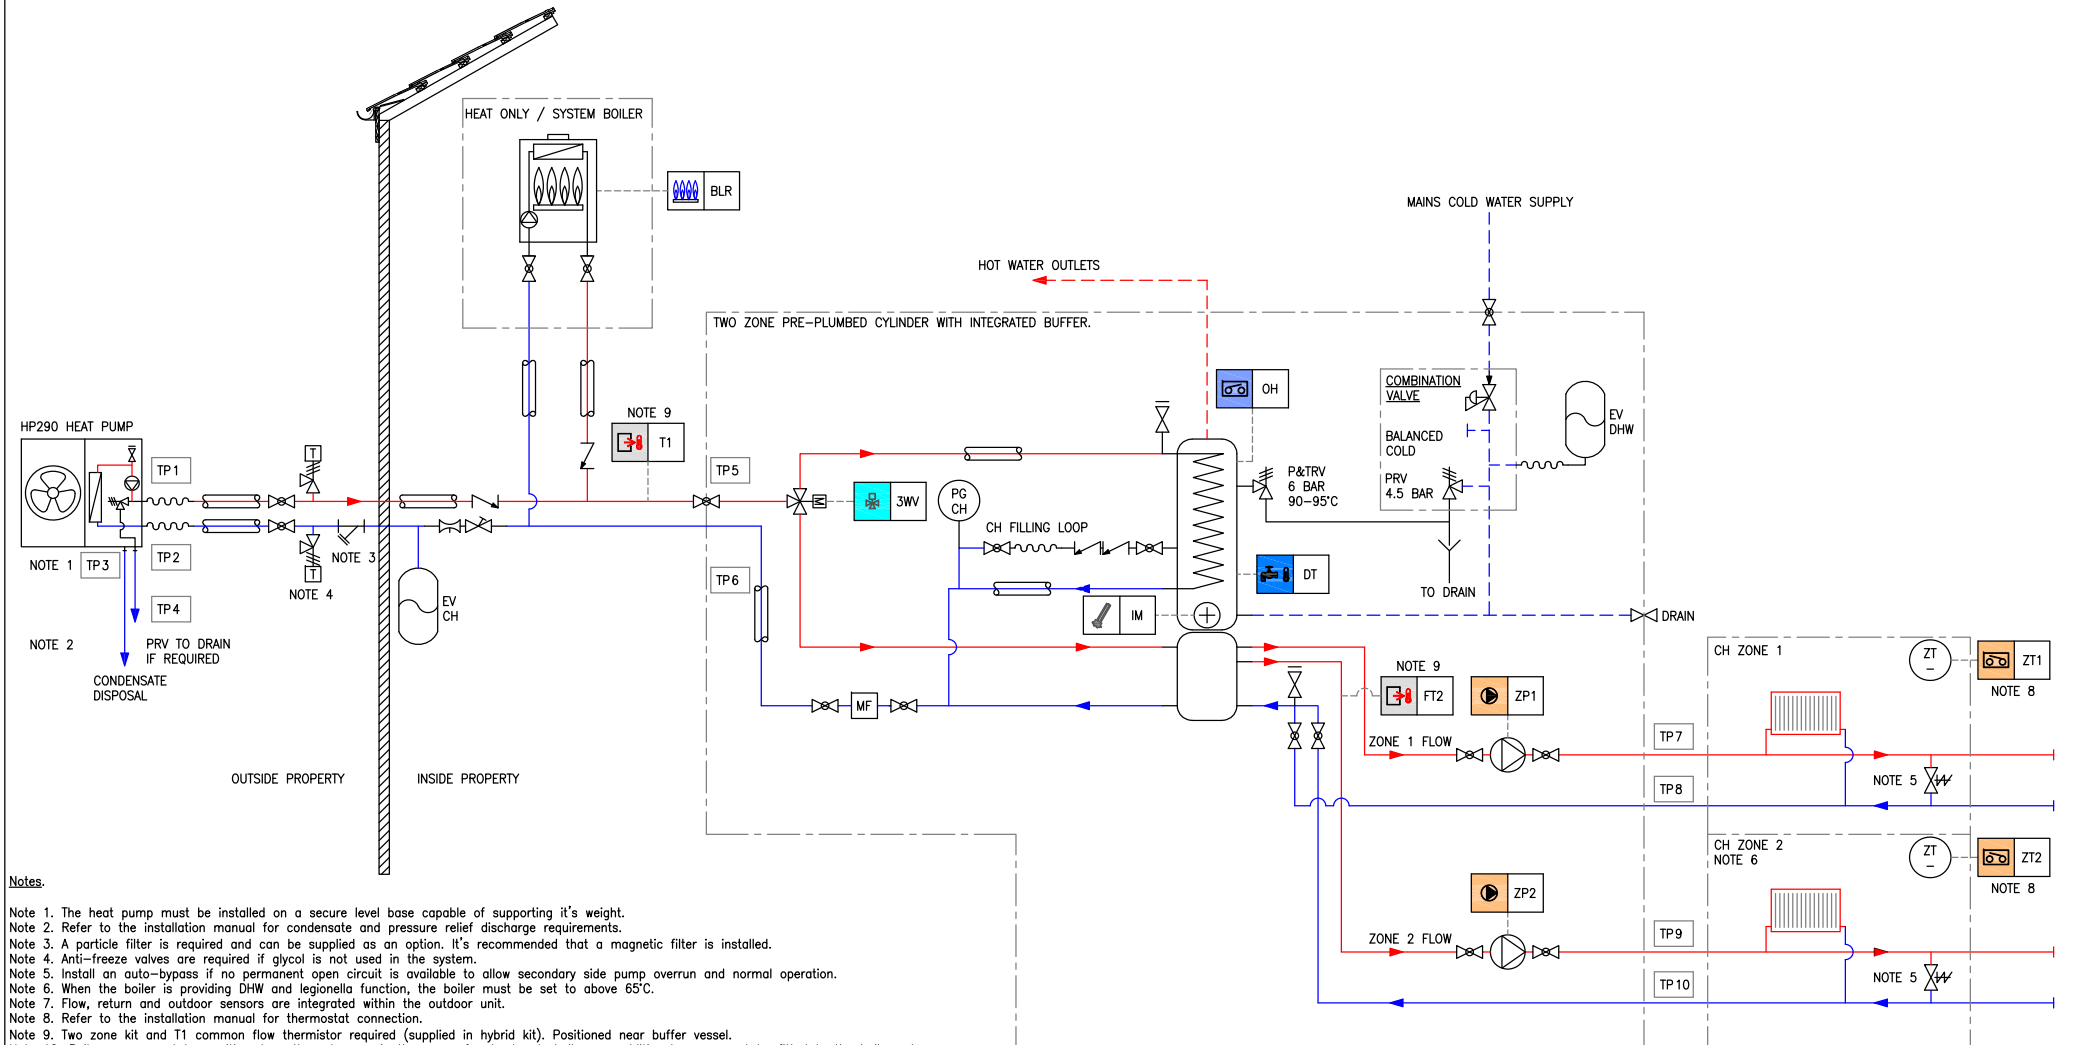 HEAT ONLY / SYSTEM BOILER
BLR
MAINS COLD WATER SUPPLY
HOT WATER OUTLETS
TWO ZONE PRE-PLUMBED CYLINDER WITH INTEGRATED BUFFER.
OH
COMBINATION
VALVE
BALANCED
COLD
PRV
4.5 BAR
EV
DHW
HP290 HEAT PUMP
TP1
T
NOTE 9
T1
TP5
M
3WV
PG
CH
CH FILLING LOOP
P&TRV
6 BAR
90-95°C
NOTE 1
TP3
TP2
NOTE 3
T
NOTE 4
TP4
EV
CH
TP6
IM
DT
TO DRAIN
DRAIN
NOTE 2
PRV TO DRAIN
IF REQUIRED
CONDENSATE
DISPOSAL
MF
NOTE 9
FT2
ZP1
CH ZONE 1
ZT
-
ZT1
NOTE 8
ZONE 1 FLOW
TP7
NOTE 5
TP8
OUTSIDE PROPERTY
INSIDE PROPERTY
CH ZONE 2
NOTE 6
ZT
-
ZT2
NOTE 8
ZP2
ZONE 2 FLOW
TP9
NOTE 5
TP10
Notes.
Note 1. The heat pump must be installed on a secure level base capable of supporting it's weight.
Note 2. Refer to the installation manual for condensate and pressure relief discharge requirements.
Note 3. A particle filter is required and can be supplied as an option. It's recommended that a magnetic filter is installed.
Note 4. Anti-freeze valves are required if glycol is not used in the system.
Note 5. Install an auto-bypass if no permanent open circuit is available to allow secondary side pump overrun and normal operation.
Note 6. When the boiler is providing DHW and legionella function, the boiler must be set to above 65°C.
Note 7. Flow, return and outdoor sensors are integrated within the outdoor unit.
Note 8. Refer to the installation manual for thermostat connection.
Note 9. Two zone kit and T1 common flow thermistor required (supplied in hybrid kit). Positioned near buffer vessel.